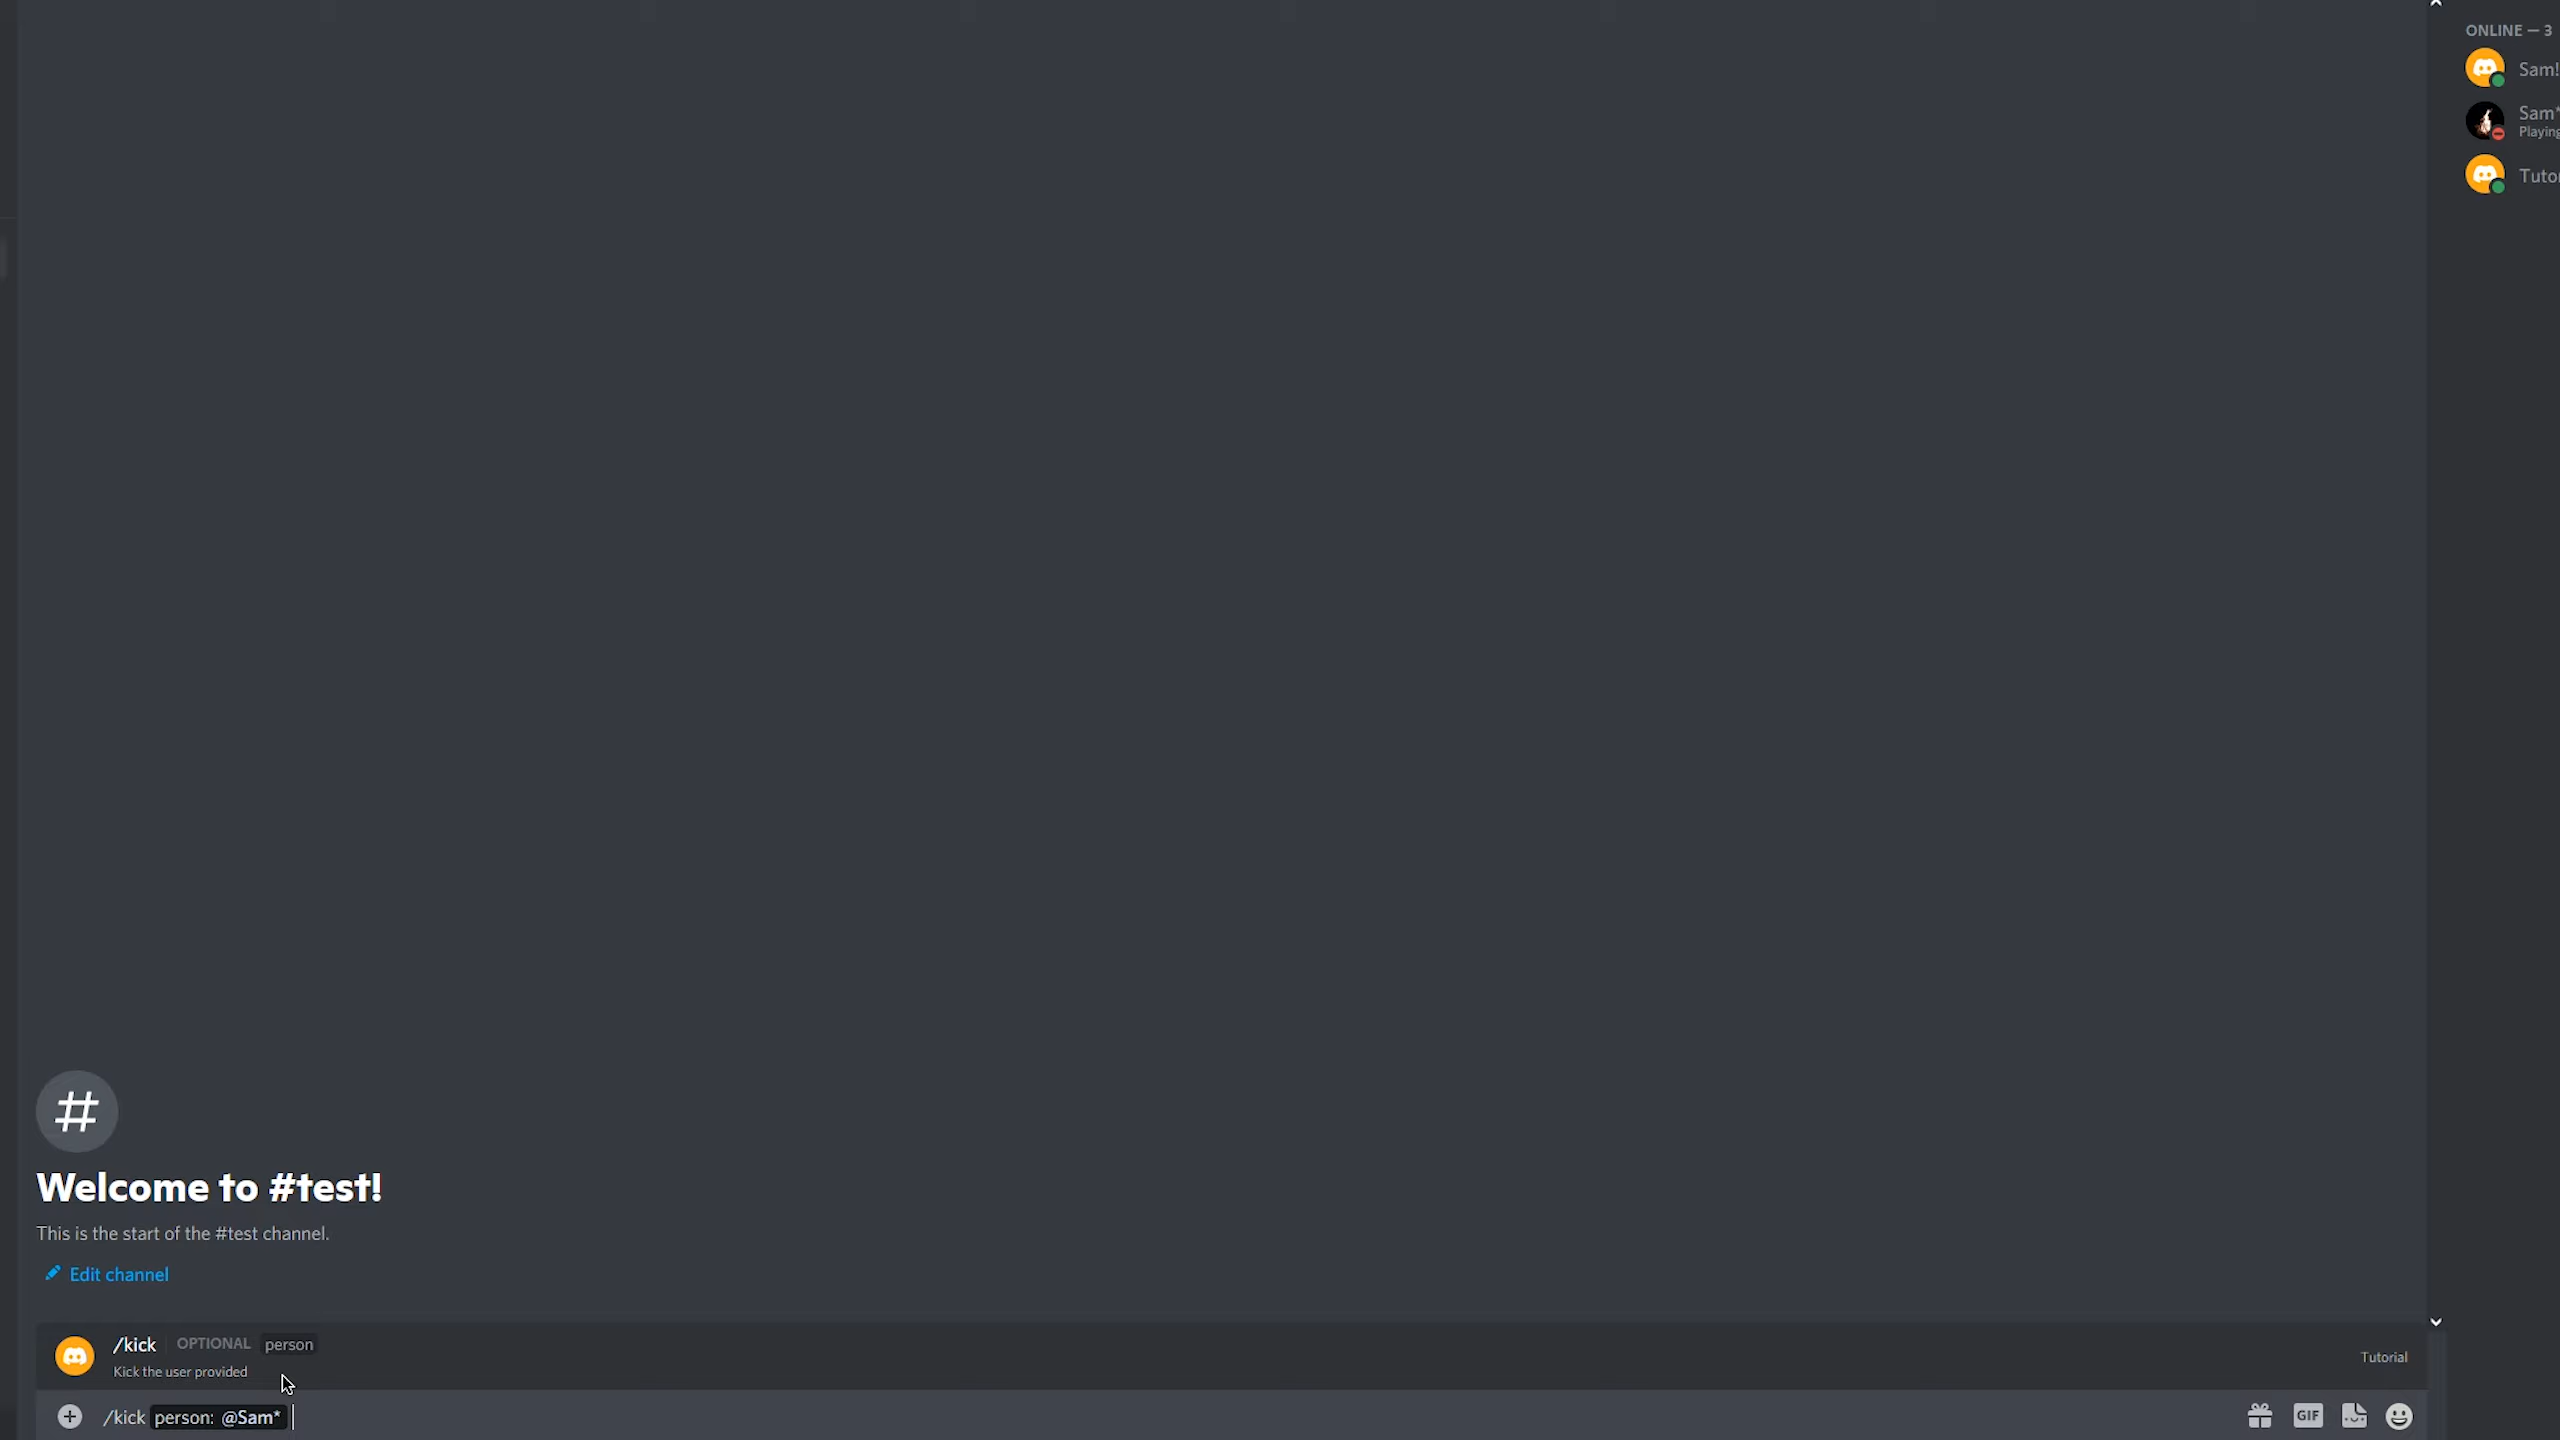 ONLINE — 3
Sam!
Sam*
Playing
Tutor
Welcome to #test!
This is the start of the #test channel.
Edit channel
/kick OPTIONAL person
Kick the user provided
Tutorial
/kick person: @Sam*
GIF